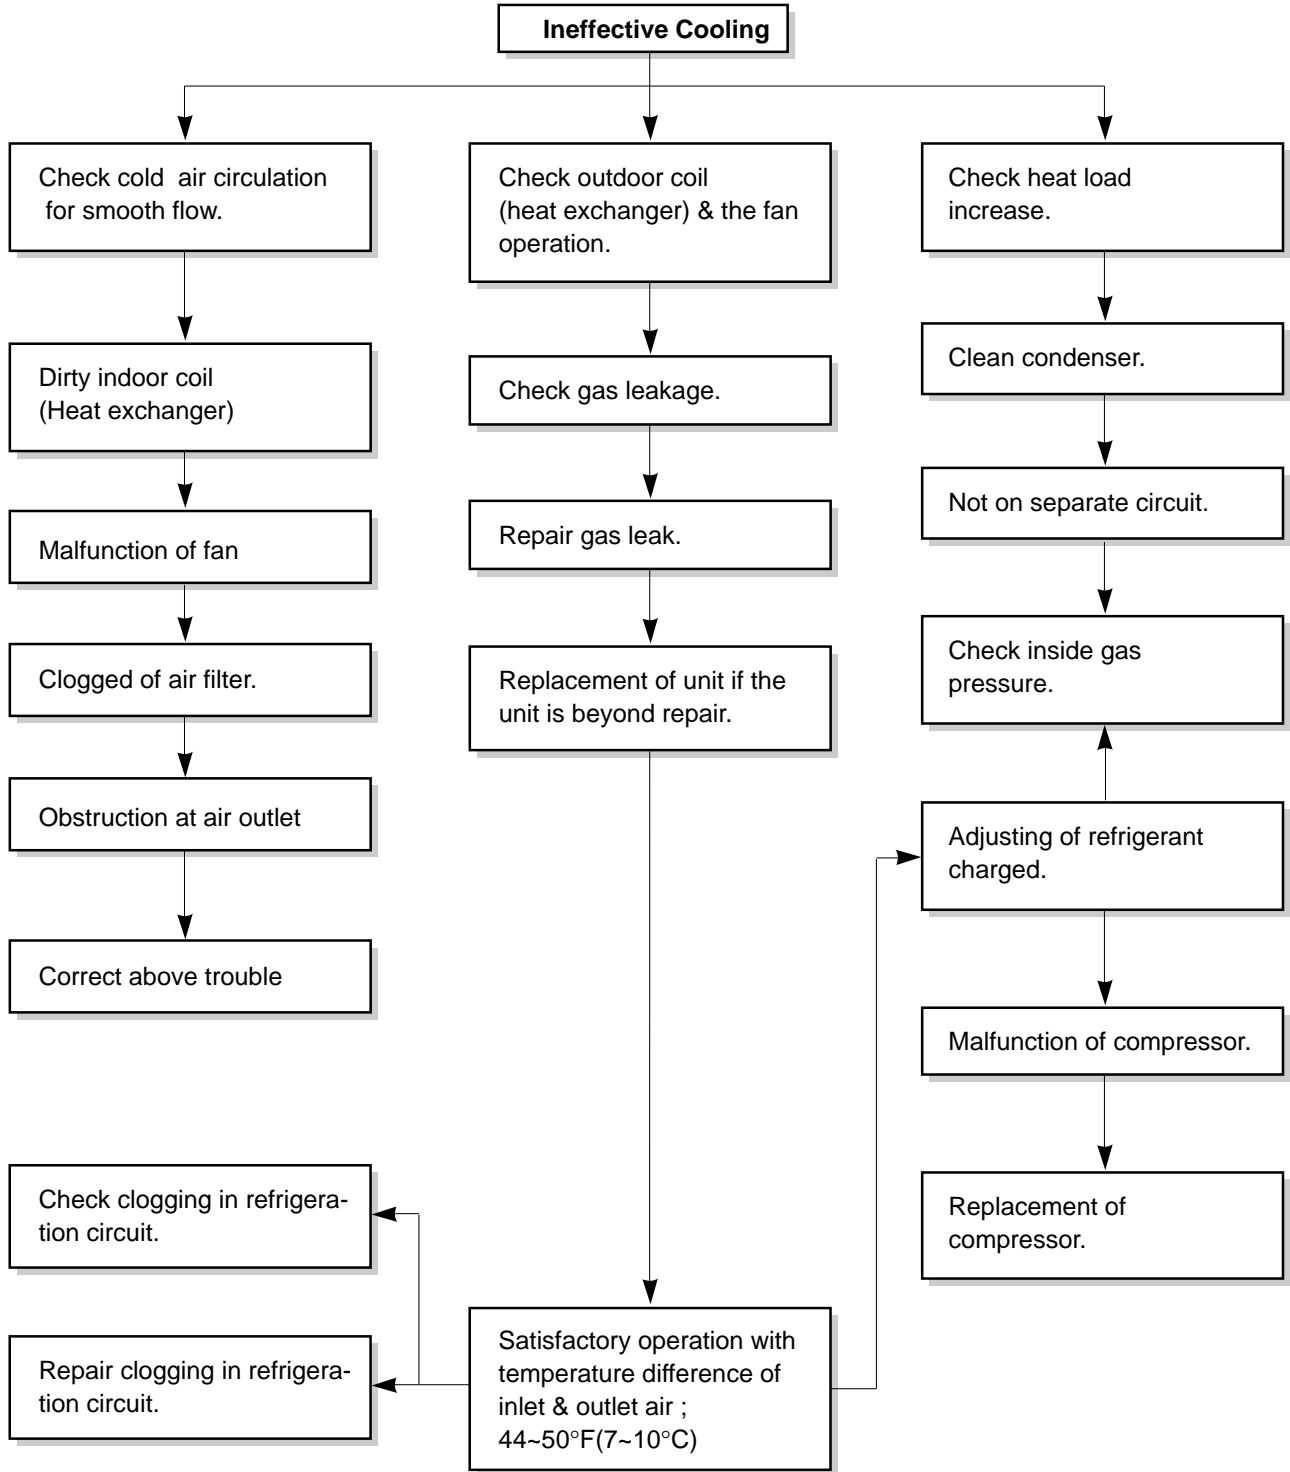 Ineffective Cooling
Check cold air circulation
for smooth flow.
Dirty indoor coil
(Heat exchanger)
Malfunction of fan
Clogged of air filter.
Obstruction at air outlet
Correct above trouble
Check outdoor coil
(heat exchanger) & the fan
operation.
Check gas leakage.
Repair gas leak.
Replacement of unit if the
unit is beyond repair.
Satisfactory operation with
temperature difference of
inlet & outlet air ;
44~50°F(7~10°C)
Check clogging in refrigera-
tion circuit.
Repair clogging in refrigera-
tion circuit.
Check heat load
increase.
Clean condenser.
Not on separate circuit.
Check inside gas
pressure.
Adjusting of refrigerant
charged.
Malfunction of compressor.
Replacement of
compressor.